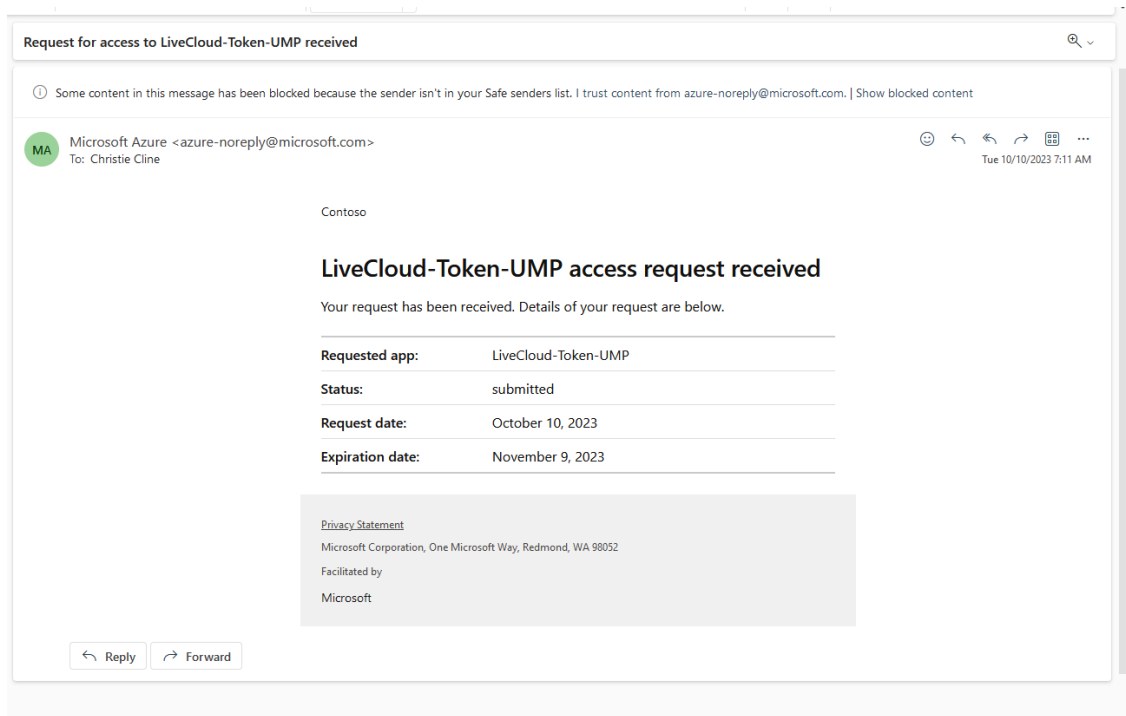 Request for access to LiveCloud-Token-UMP received
Some content in this message has been blocked because the sender isn't in your Safe senders list. I trust content from azure-noreply@microsoft.com. | Show blocked content
MA
Microsoft Azure <azure-noreply@microsoft.com>
To: Christie Cline
Tue 10/10/2023 7:11 AM
Contoso
LiveCloud-Token-UMP access request received
Your request has been received. Details of your request are below.
Requested app: LiveCloud-Token-UMP
Status: submitted
Request date: October 10, 2023
Expiration date: November 9, 2023
Privacy Statement
Microsoft Corporation, One Microsoft Way, Redmond, WA 98052
Facilitated by
Microsoft
Reply Forward